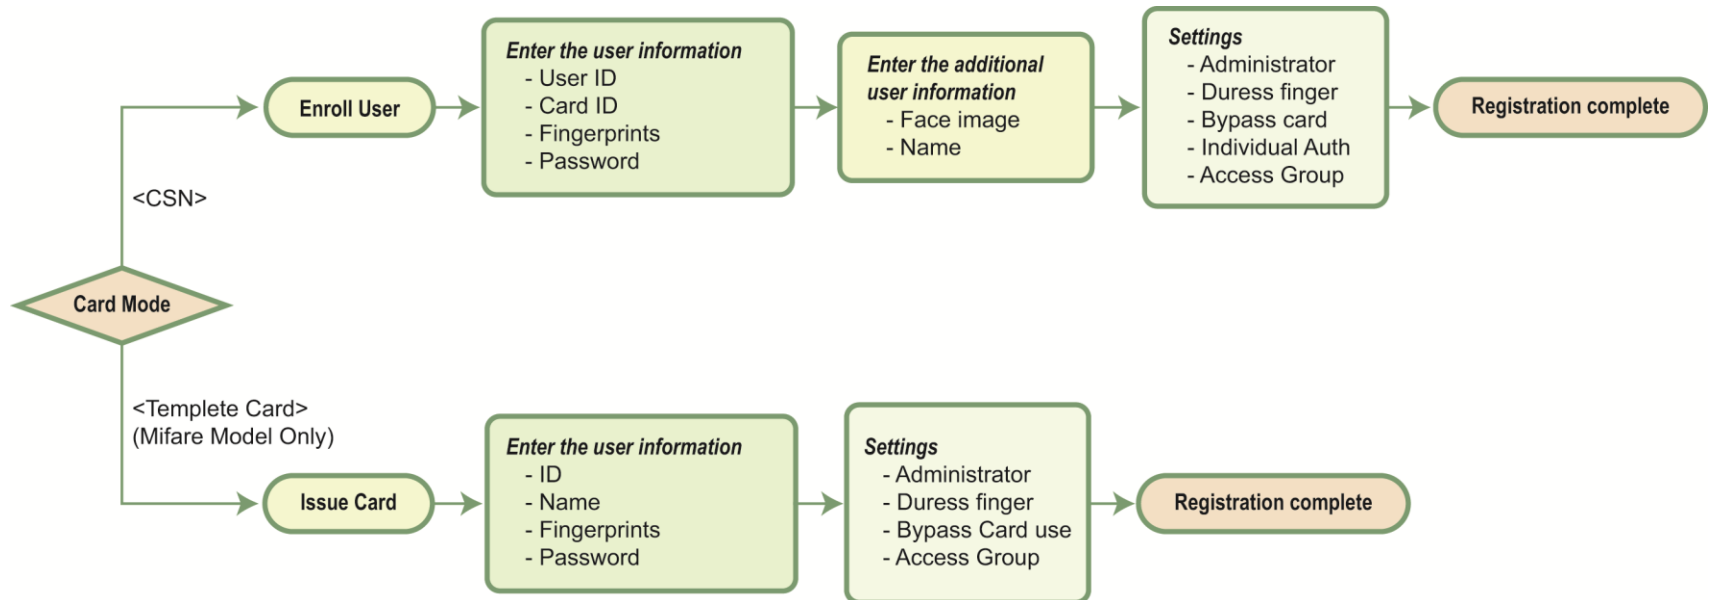 Enroll User
Enter the user information
- User ID
- Card ID
- Fingerprints
- Password
Enter the additional
user information
- Face image
- Name
Settings
- Administrator
- Duress finger
- Bypass card
- Individual Auth
- Access Group
Registration complete
<CSN>
Card Mode
<Templete Card>
(Mifare Model Only)
Issue Card
Enter the user information
- ID
- Name
- Fingerprints
- Password
Settings
- Administrator
- Duress finger
- Bypass Card use
- Access Group
Registration complete